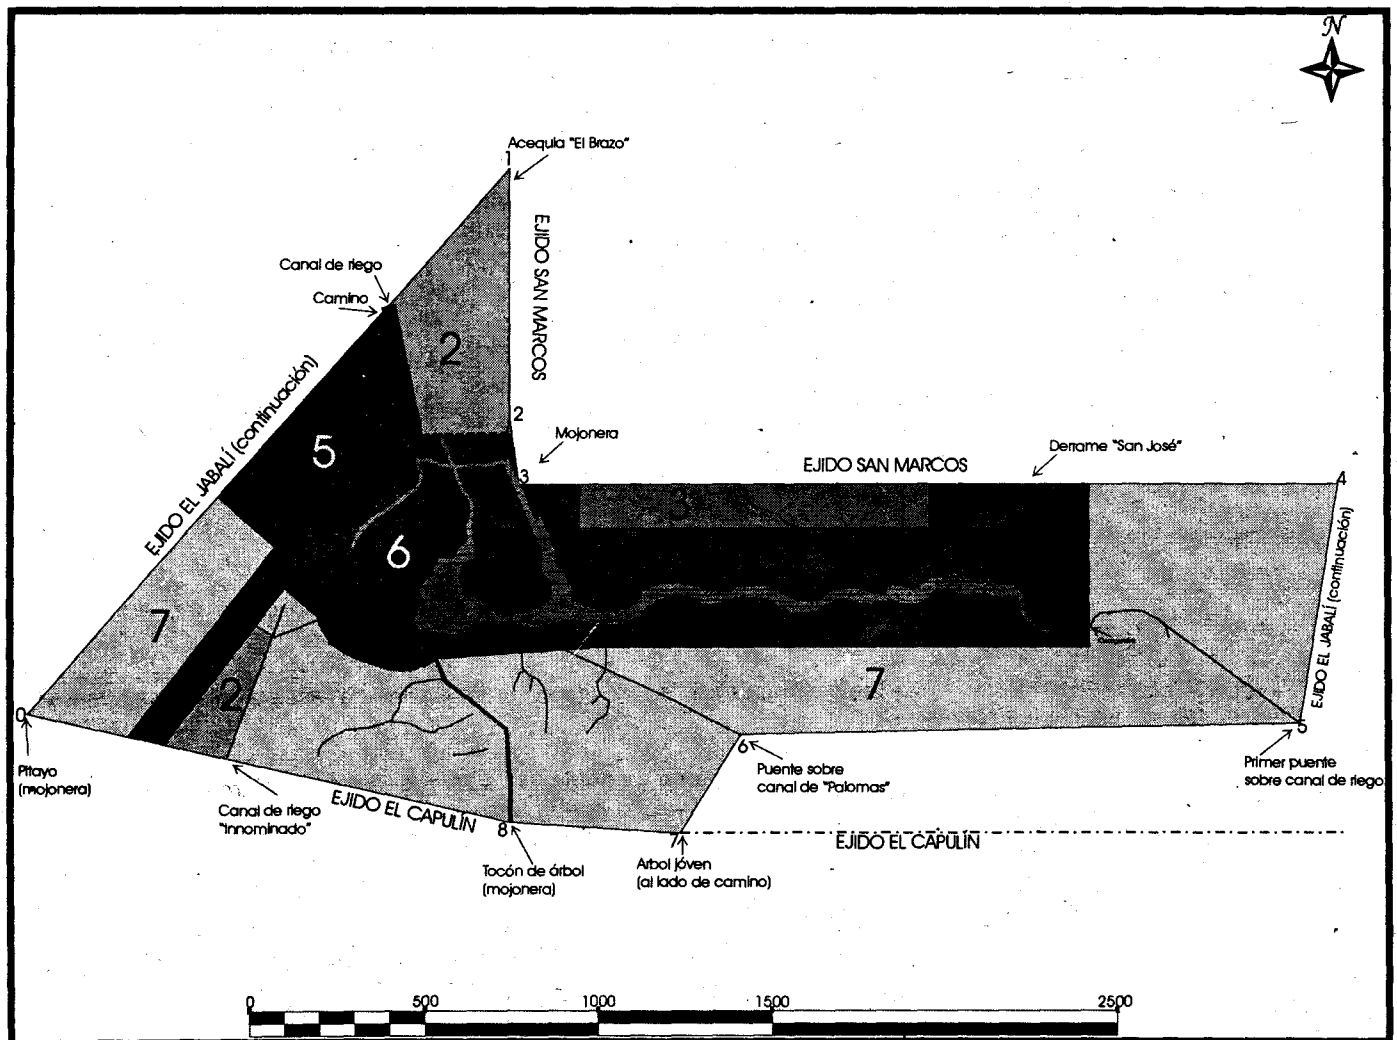 N
Acequia "El Brazo"
1
EJIDO SAN MARCOS
Canal de riego
Camino
2
EJIDO EL JABALÍ (continuación)
2
5
Mojonera
Derrame "San José"
EJIDO SAN MARCOS
3
4
3
6
EJIDO EL JABALÍ (continuación)
7
2
7
0
5
6
Pitayo
(mojonera)
Puente sobre
canal de "Palomas"
Primer puente
sobre canal de riego
Canal de riego
"innominado"
EJIDO EL CAPULÍN
8
7
EJIDO EL CAPULÍN
Tocón de árbol
(mojonera)
Arbol jóven
(al lado de camino)
0 500 1000 1500 2500